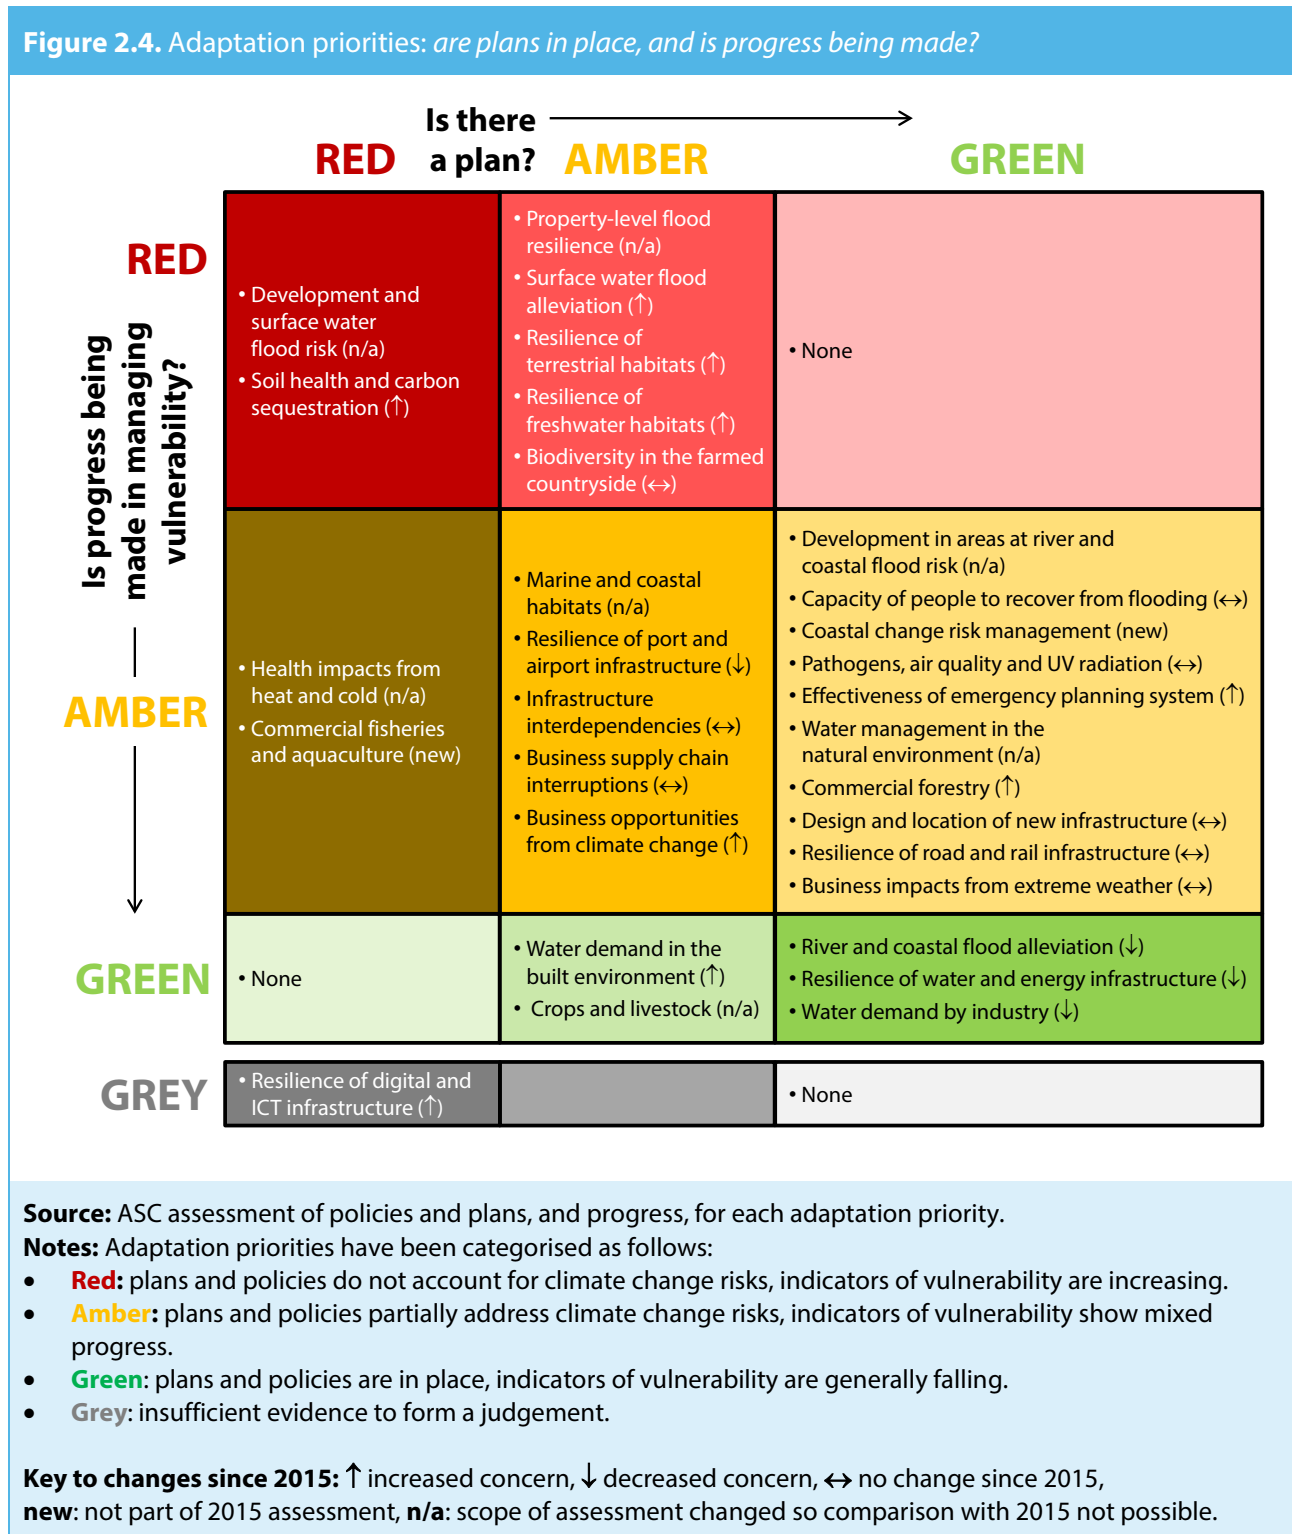 Figure 2.4. Adaptation priorities: are plans in place, and is progress being made?
Is there
a plan?
RED
AMBER
GREEN
Is progress being
made in managing
vulnerability?
RED
• Development and
surface water
flood risk (n/a)
• Soil health and carbon
sequestration (↑)
• Property-level flood
resilience (n/a)
• Surface water flood
alleviation (↑)
• Resilience of
terrestrial habitats (↑)
• Resilience of
freshwater habitats (↑)
• Biodiversity in the farmed
countryside (↔)
• None
AMBER
• Health impacts from
heat and cold (n/a)
• Commercial fisheries
and aquaculture (new)
• Marine and coastal
habitats (n/a)
• Resilience of port and
airport infrastructure (↓)
• Infrastructure
interdependencies (↔)
• Business supply chain
interruptions (↔)
• Business opportunities
from climate change (↑)
• Development in areas at river and
coastal flood risk (n/a)
• Capacity of people to recover from flooding (↔)
• Coastal change risk management (new)
• Pathogens, air quality and UV radiation (↔)
• Effectiveness of emergency planning system (↑)
• Water management in the
natural environment (n/a)
• Commercial forestry (↑)
• Design and location of new infrastructure (↔)
• Resilience of road and rail infrastructure (↔)
• Business impacts from extreme weather (↔)
GREEN
• None
• Water demand in the
built environment (↑)
• Crops and livestock (n/a)
• River and coastal flood alleviation (↓)
• Resilience of water and energy infrastructure (↓)
• Water demand by industry (↓)
GREY
• Resilience of digital and
ICT infrastructure (↑)
• None
Source: ASC assessment of policies and plans, and progress, for each adaptation priority.
Notes: Adaptation priorities have been categorised as follows:
• Red: plans and policies do not account for climate change risks, indicators of vulnerability are increasing.
• Amber: plans and policies partially address climate change risks, indicators of vulnerability show mixed
progress.
• Green: plans and policies are in place, indicators of vulnerability are generally falling.
• Grey: insufficient evidence to form a judgement.
Key to changes since 2015: ↑ increased concern, ↓ decreased concern, ↔ no change since 2015,
new: not part of 2015 assessment, n/a: scope of assessment changed so comparison with 2015 not possible.